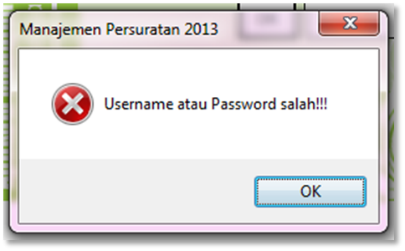 Manajemen Persuratan 2013
Username atau Password salah!!!
OK